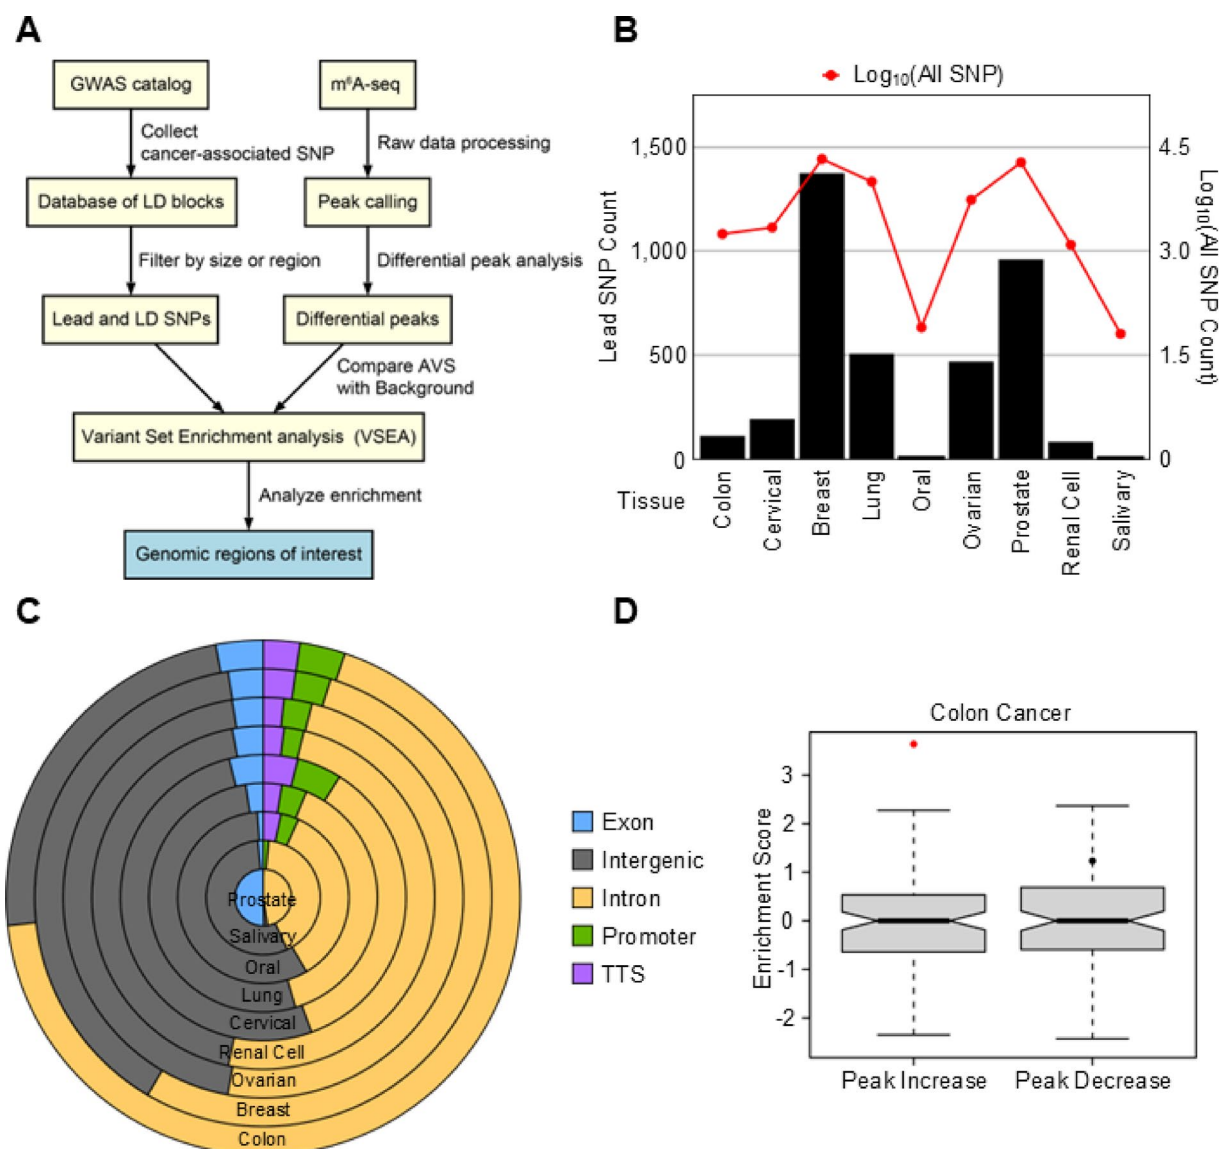 A
GWAS catalog
m⁶A-seq
Collect
cancer-associated SNP
Raw data processing
Database of LD blocks
Peak calling
Filter by size or region
Differential peak analysis
Lead and LD SNPs
Differential peaks
Compare AVS
with Background
Variant Set Enrichment analysis (VSEA)
Analyze enrichment
Genomic regions of interest
B
Log₁₀(All SNP)
Lead SNP Count
1,500
1,000
500
0
4.5
3.0
1.5
0
Log₁₀(All SNP Count)
Tissue
Colon
Cervical
Breast
Lung
Oral
Ovarian
Prostate
Renal Cell
Salivary
C
Prostate
Salivary
Oral
Lung
Cervical
Renal Cell
Ovarian
Breast
Colon
Exon
Intergenic
Intron
Promoter
TTS
D
Colon Cancer
Enrichment Score
3
2
1
0
-1
-2
Peak Increase
Peak Decrease